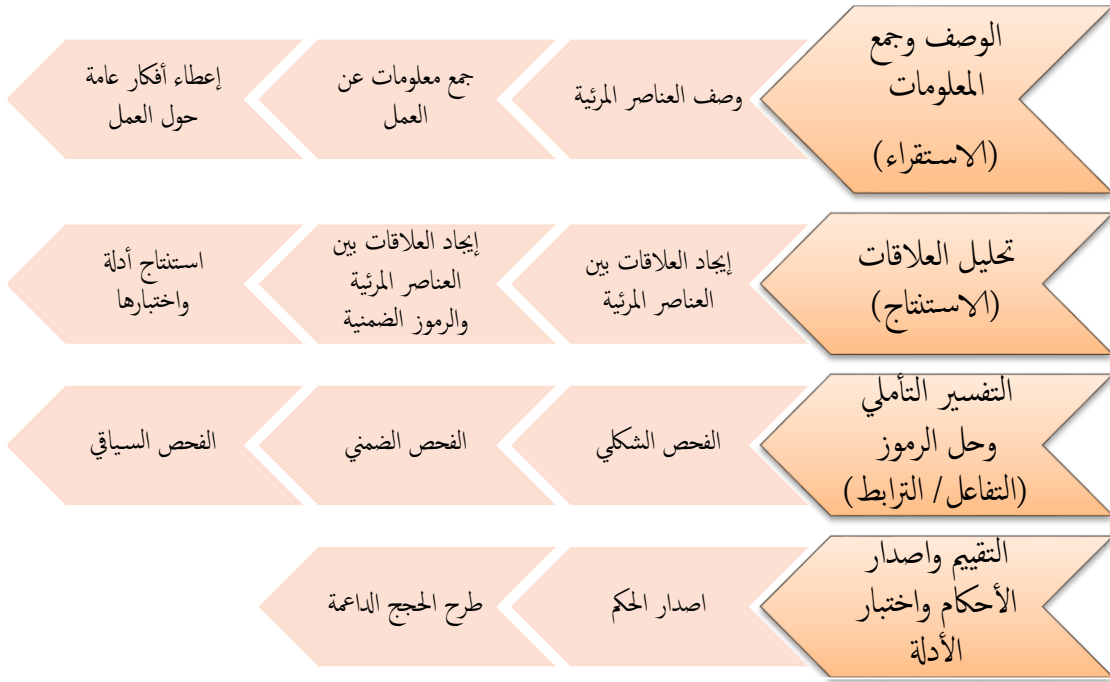 الوصف وجمع
المعلومات
(الاستقراء)
وصف العناصر المرئية
جمع معلومات عن
العمل
إعطاء أفكار عامة
حول العمل
تحليل العلاقات
(الاستنتاج)
إيجاد العلاقات بين
العناصر المرئية
إيجاد العلاقات بين
العناصر المرئية
والرموز الضمنية
استنتاج أدلة
واختبارها
التفسير التأملي
وحل الرموز
(التفاعل/ الترابط)
الفحص الشكلي
الفحص الضمني
الفحص السياقي
التقييم واصدار
الأحكام واختبار
الأدلة
اصدار الحكم
طرح الحجج الداعمة